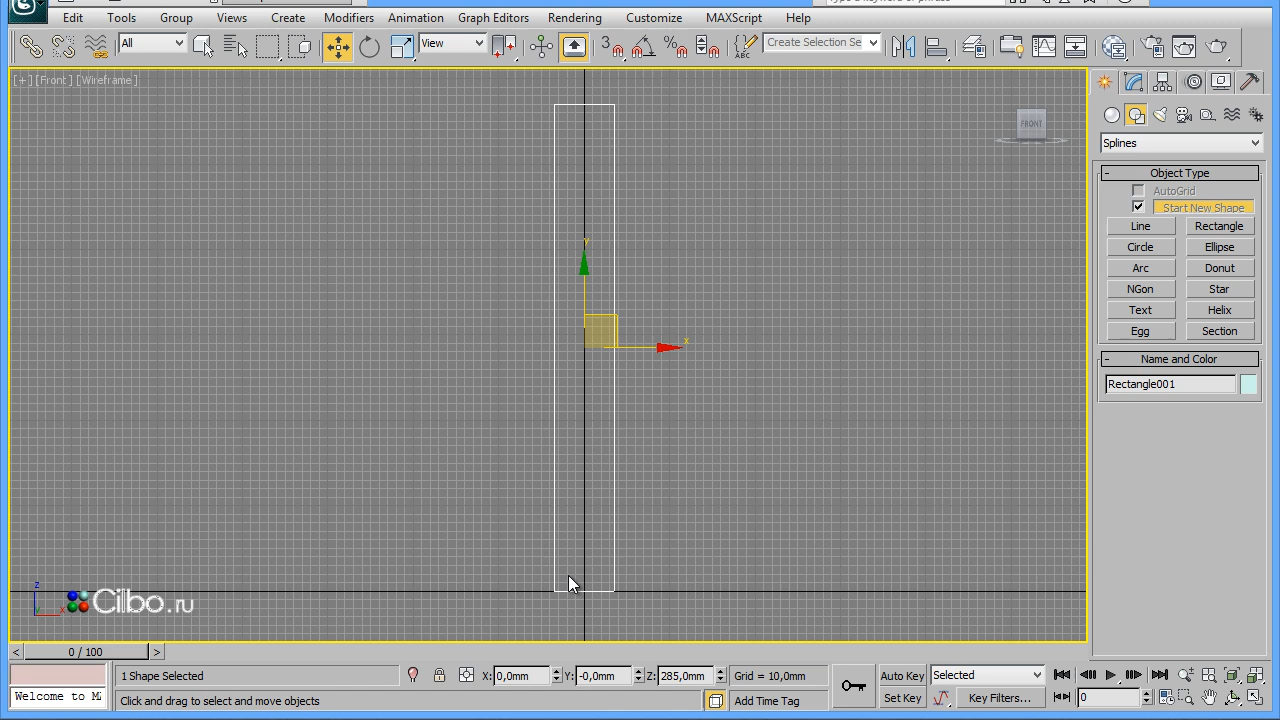 Edit Tools Group Views Create Modifiers Animation Graph Editors Rendering Customize MAXScript Help
All View 3 % ABC Create Selection Se
[+] [Front] [Wireframe]
FRONT
Splines
- Object Type
AutoGrid
Start New Shape
Line Rectangle
Circle Ellipse
Arc Donut
NGon Star
Text Helix
Egg Section
- Name and Color
Rectangle001
y
x
z
y x
Cilbo.ru
< 0 / 100 >
1 Shape Selected X: 0,0mm Y: -0,0mm Z: 285,0mm Grid = 10,0mm Auto Key Selected
Welcome to M Click and drag to select and move objects Add Time Tag Set Key Key Filters... 0